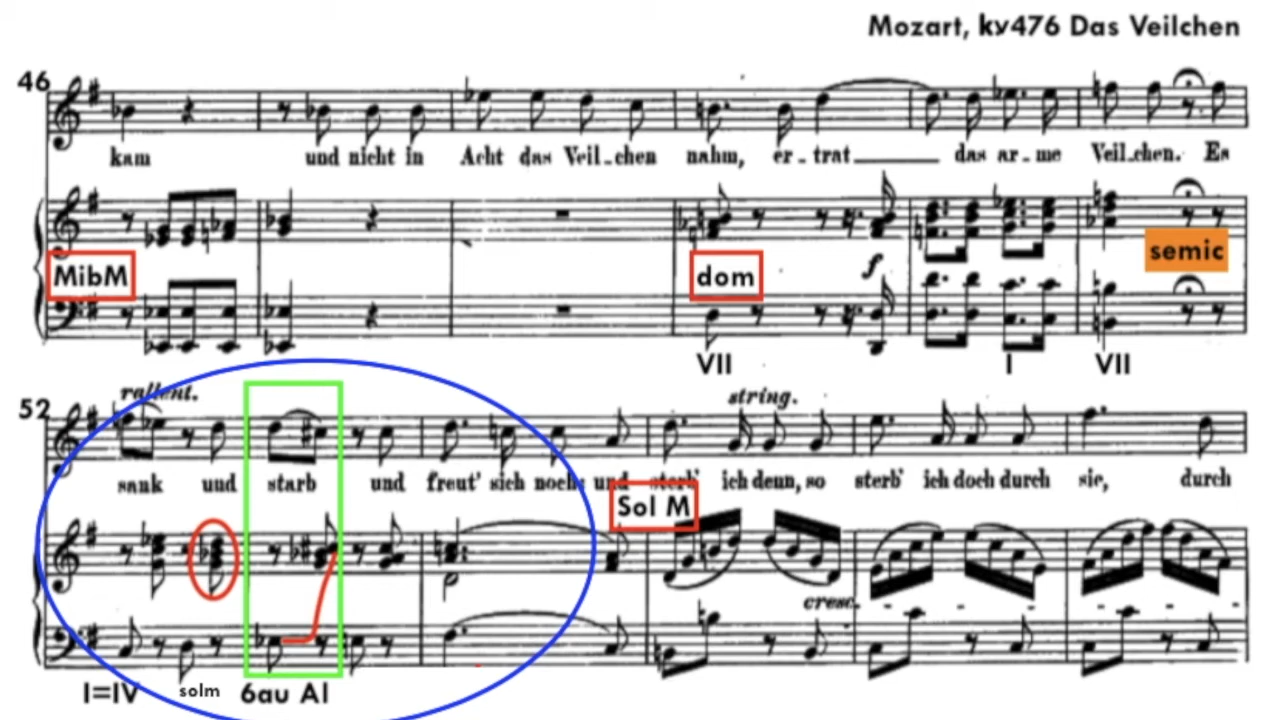 Mozart, kv476 Das Veilchen
46
kam und nicht in Acht das Veil-chen nahm, er-trat das ar-me Veil-chen. Es
MibM
dom
semic
f
VII I VII
rallent.
52
string.
sank und starb und freut' sich noch: und sterb' ich denn, so sterb' ich doch durch sie, durch
Sol M
cresc.
I=IV solm 6au Al